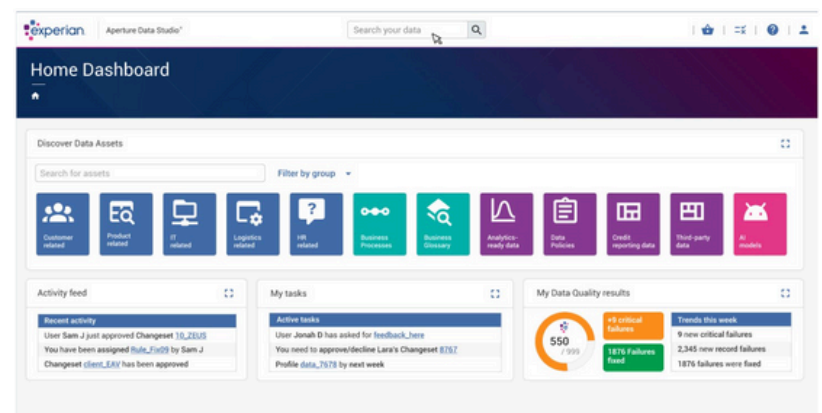 experian. Aperture Data Studio
Search your data
Home Dashboard
Discover Data Assets
Search for assets
Filter by group
Customer related
Product related
IT related
Logistics related
HR related
Business Processes
Business Glossary
Analytics-ready data
Data Policies
Credit reporting data
Third-party data
AI models
Activity feed
Recent activity
User Sam J just approved Changeset 10_ZEUS
You have been assigned Rule_Fix09 by Sam J
Changeset client_EAV has been approved
My tasks
Active tasks
User Jonah D has asked for feedback_here
You need to approve/decline Lara's Changeset 8767
Profile data_7678 by next week
My Data Quality results
550
/ 999
+9 critical failures
1876 Failures fixed
Trends this week
9 new critical failures
2,345 new record failures
1876 failures were fixed